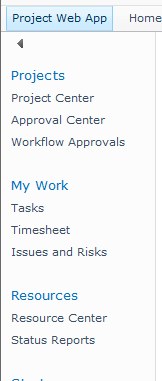 Project Web App Home
Projects
Project Center
Approval Center
Workflow Approvals
My Work
Tasks
Timesheet
Issues and Risks
Resources
Resource Center
Status Reports